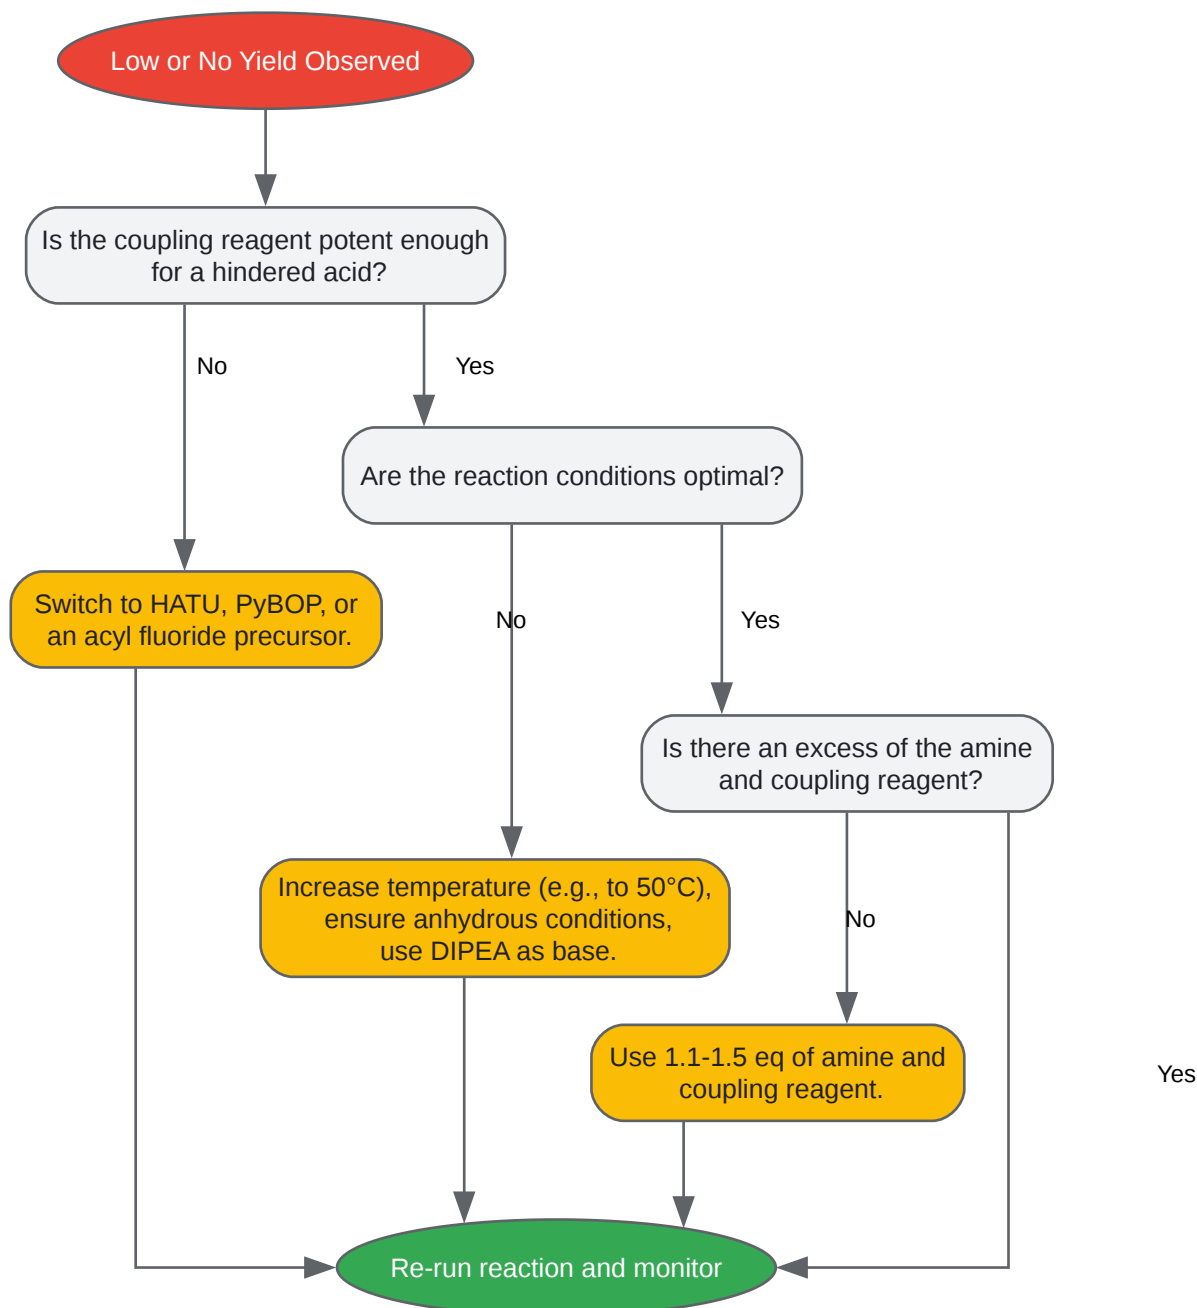 Low or No Yield Observed
Is the coupling reagent potent enough
for a hindered acid?
No
Yes
Are the reaction conditions optimal?
Switch to HATU, PyBOP, or
an acyl fluoride precursor.
No
Yes
Is there an excess of the amine
and coupling reagent?
Increase temperature (e.g., to 50°C),
ensure anhydrous conditions,
use DIPEA as base.
No
Use 1.1-1.5 eq of amine and
coupling reagent.
Yes
Re-run reaction and monitor